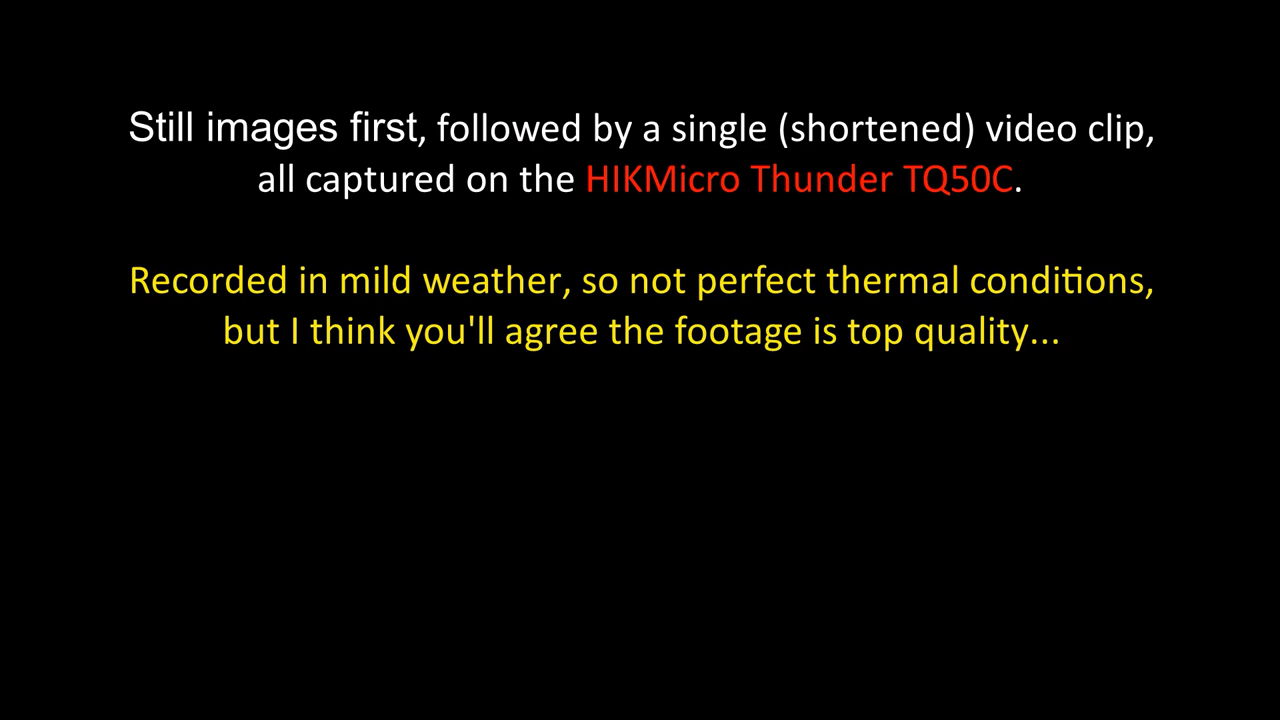 Still images first, followed by a single (shortened) video clip,
all captured on the HIKMicro Thunder TQ50C.
Recorded in mild weather, so not perfect thermal conditions,
but I think you'll agree the footage is top quality...